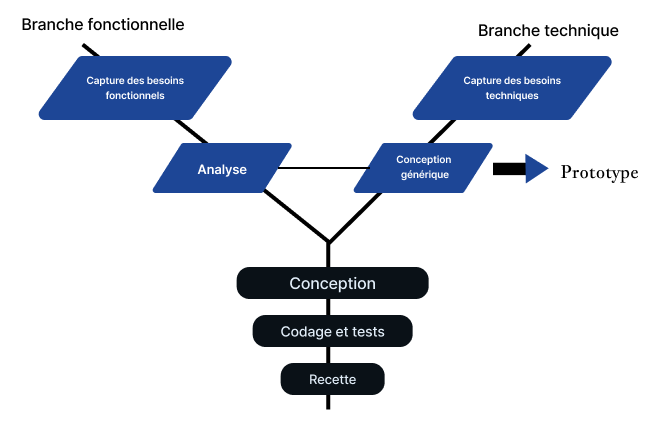 Branche fonctionnelle
Branche technique
Capture des besoins
fonctionnels
Capture des besoins
techniques
Analyse
Conception
générique
Prototype
Conception
Codage et tests
Recette